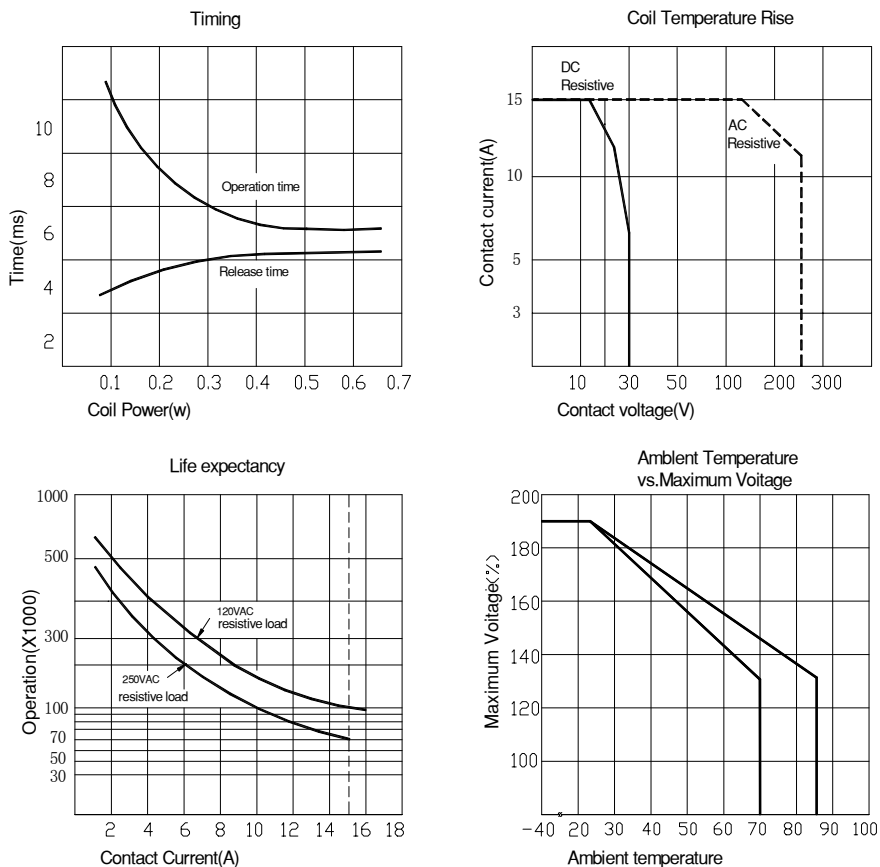 Timing
10
8
6
4
2
Time(ms)
Operation time
Release time
0.1 0.2 0.3 0.4 0.5 0.6 0.7
Coil Power(w)
Coil Temperature Rise
DC
Resistive
AC
Resistive
15
10
5
3
Contact current(A)
10 30 50 100 200 300
Contact voltage(V)
Life expectancy
1000
500
300
100
70
50
30
Operation(X1000)
120VAC
resistive load
250VAC
resistive load
2 4 6 8 10 12 14 16 18
Contact Current(A)
Amblent Temperature
vs.Maximum Voitage
200
180
160
140
120
100
Maximum Voitage(%)
-40 20 30 40 50 60 70 80 90 100
Ambient temperature